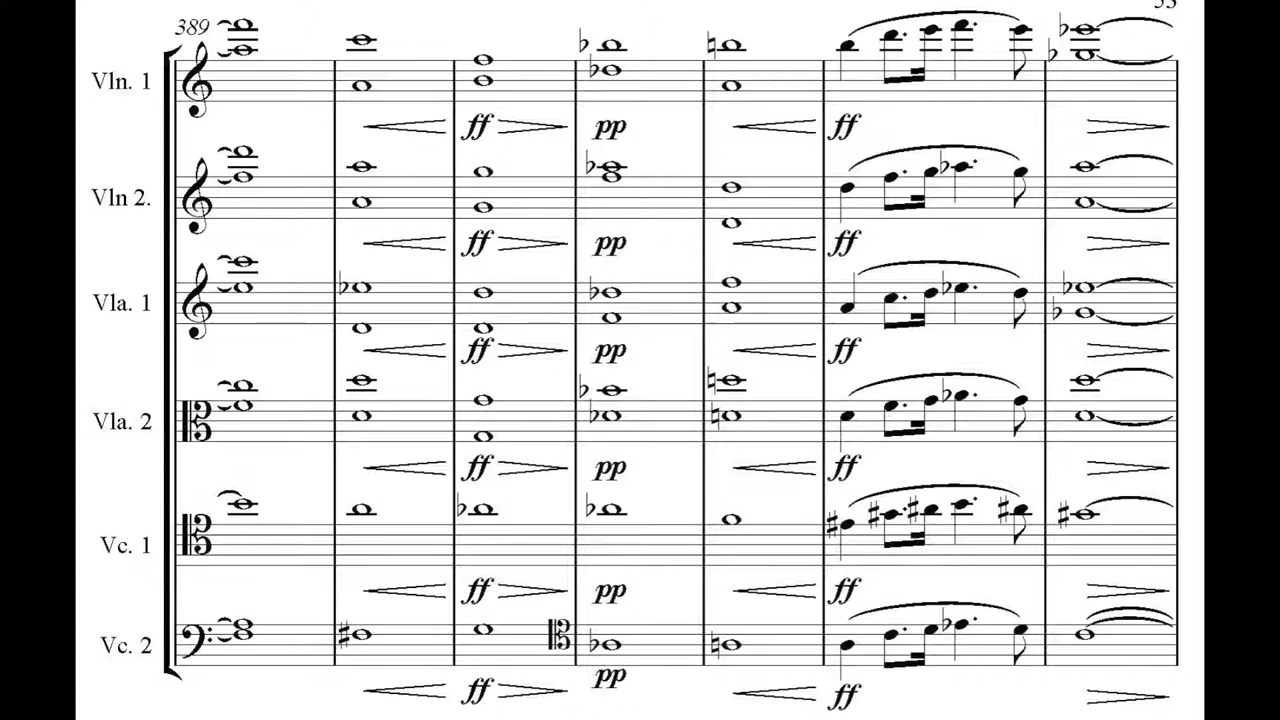 53
389
Vln. 1
ff pp ff
Vln 2.
ff pp ff
Vla. 1
ff pp ff
Vla. 2
ff pp ff
Vc. 1
ff pp ff
Vc. 2
ff pp ff